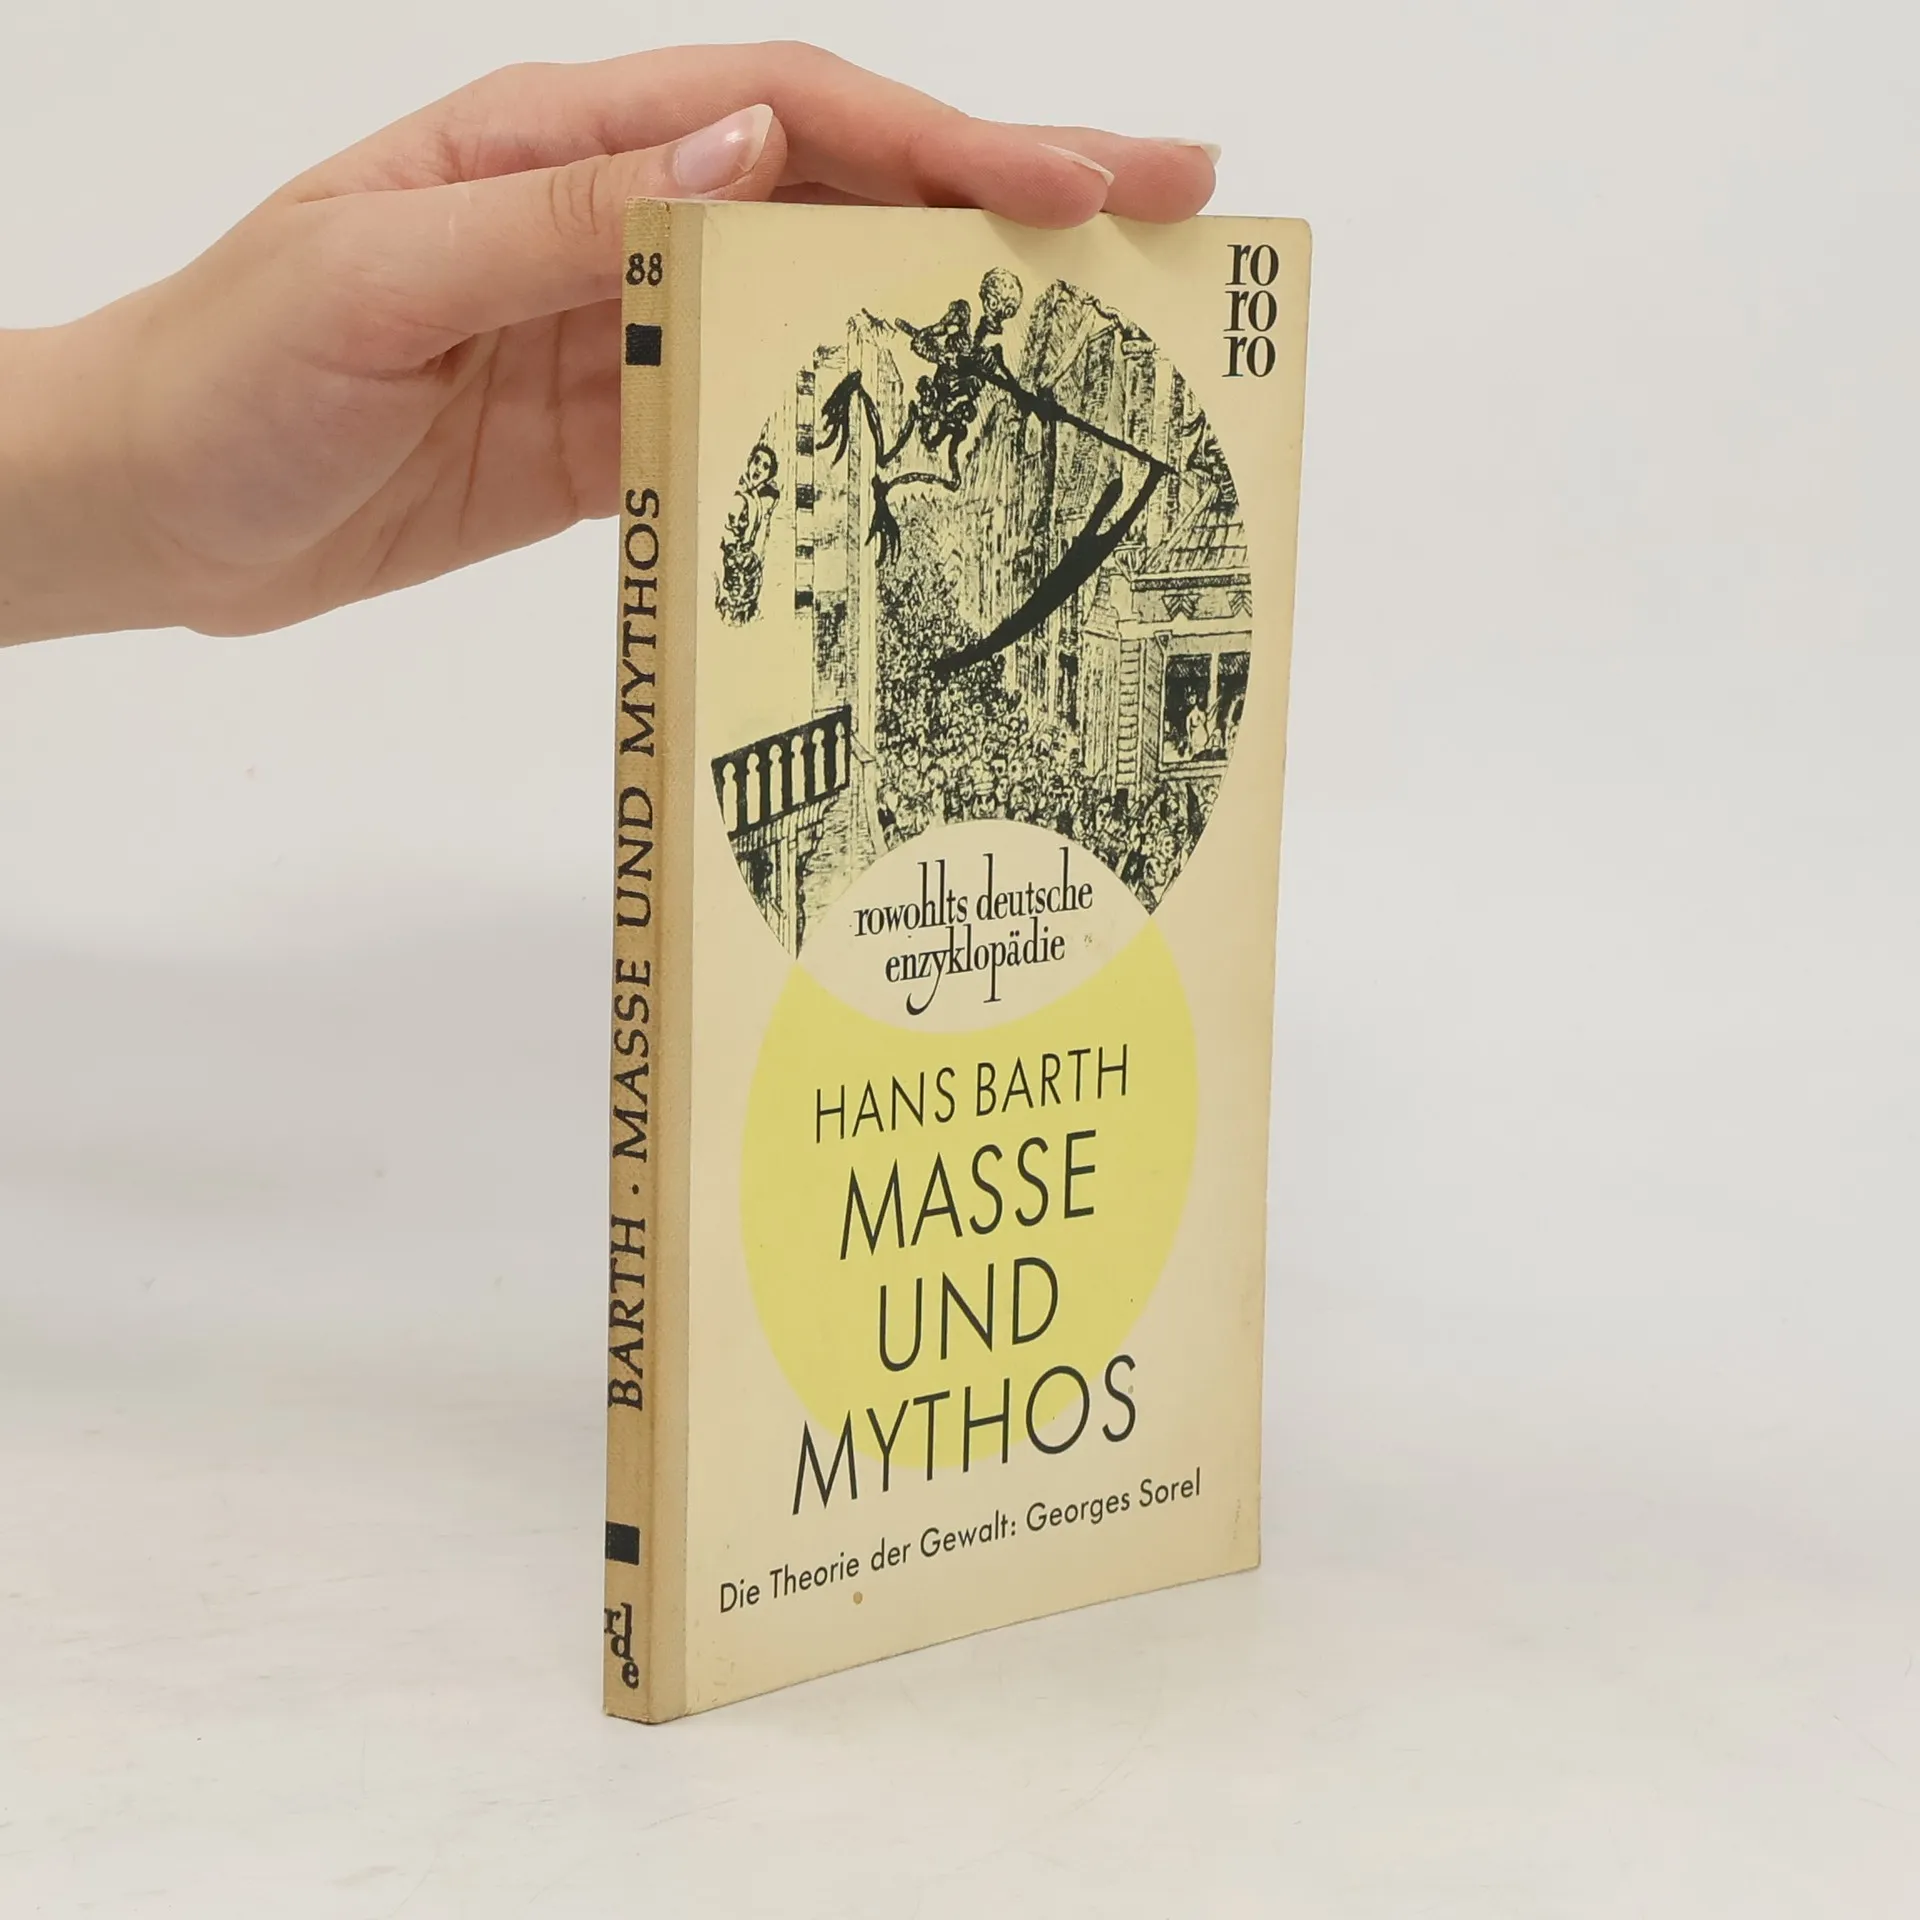 88
BARTH · MASSE UND MYTHOS
rde
ro
ro
ro
rowohlts deutsche
enzyklopädie
HANS BARTH
MASSE
UND
MYTHOS
Die Theorie der Gewalt: Georges Sorel